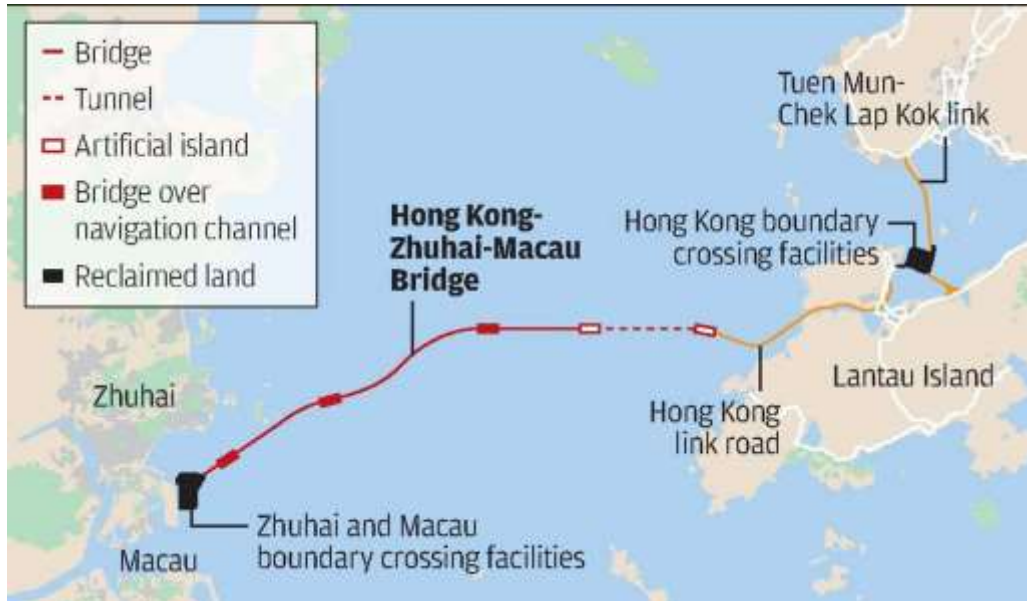 Bridge
Tunnel
Artificial island
Bridge over
navigation channel
Reclaimed land
Tuen Mun-
Chek Lap Kok link
Hong Kong-
Zhuhai-Macau
Bridge
Hong Kong boundary
crossing facilities
Zhuhai
Lantau Island
Hong Kong
link road
Zhuhai and Macau
boundary crossing facilities
Macau